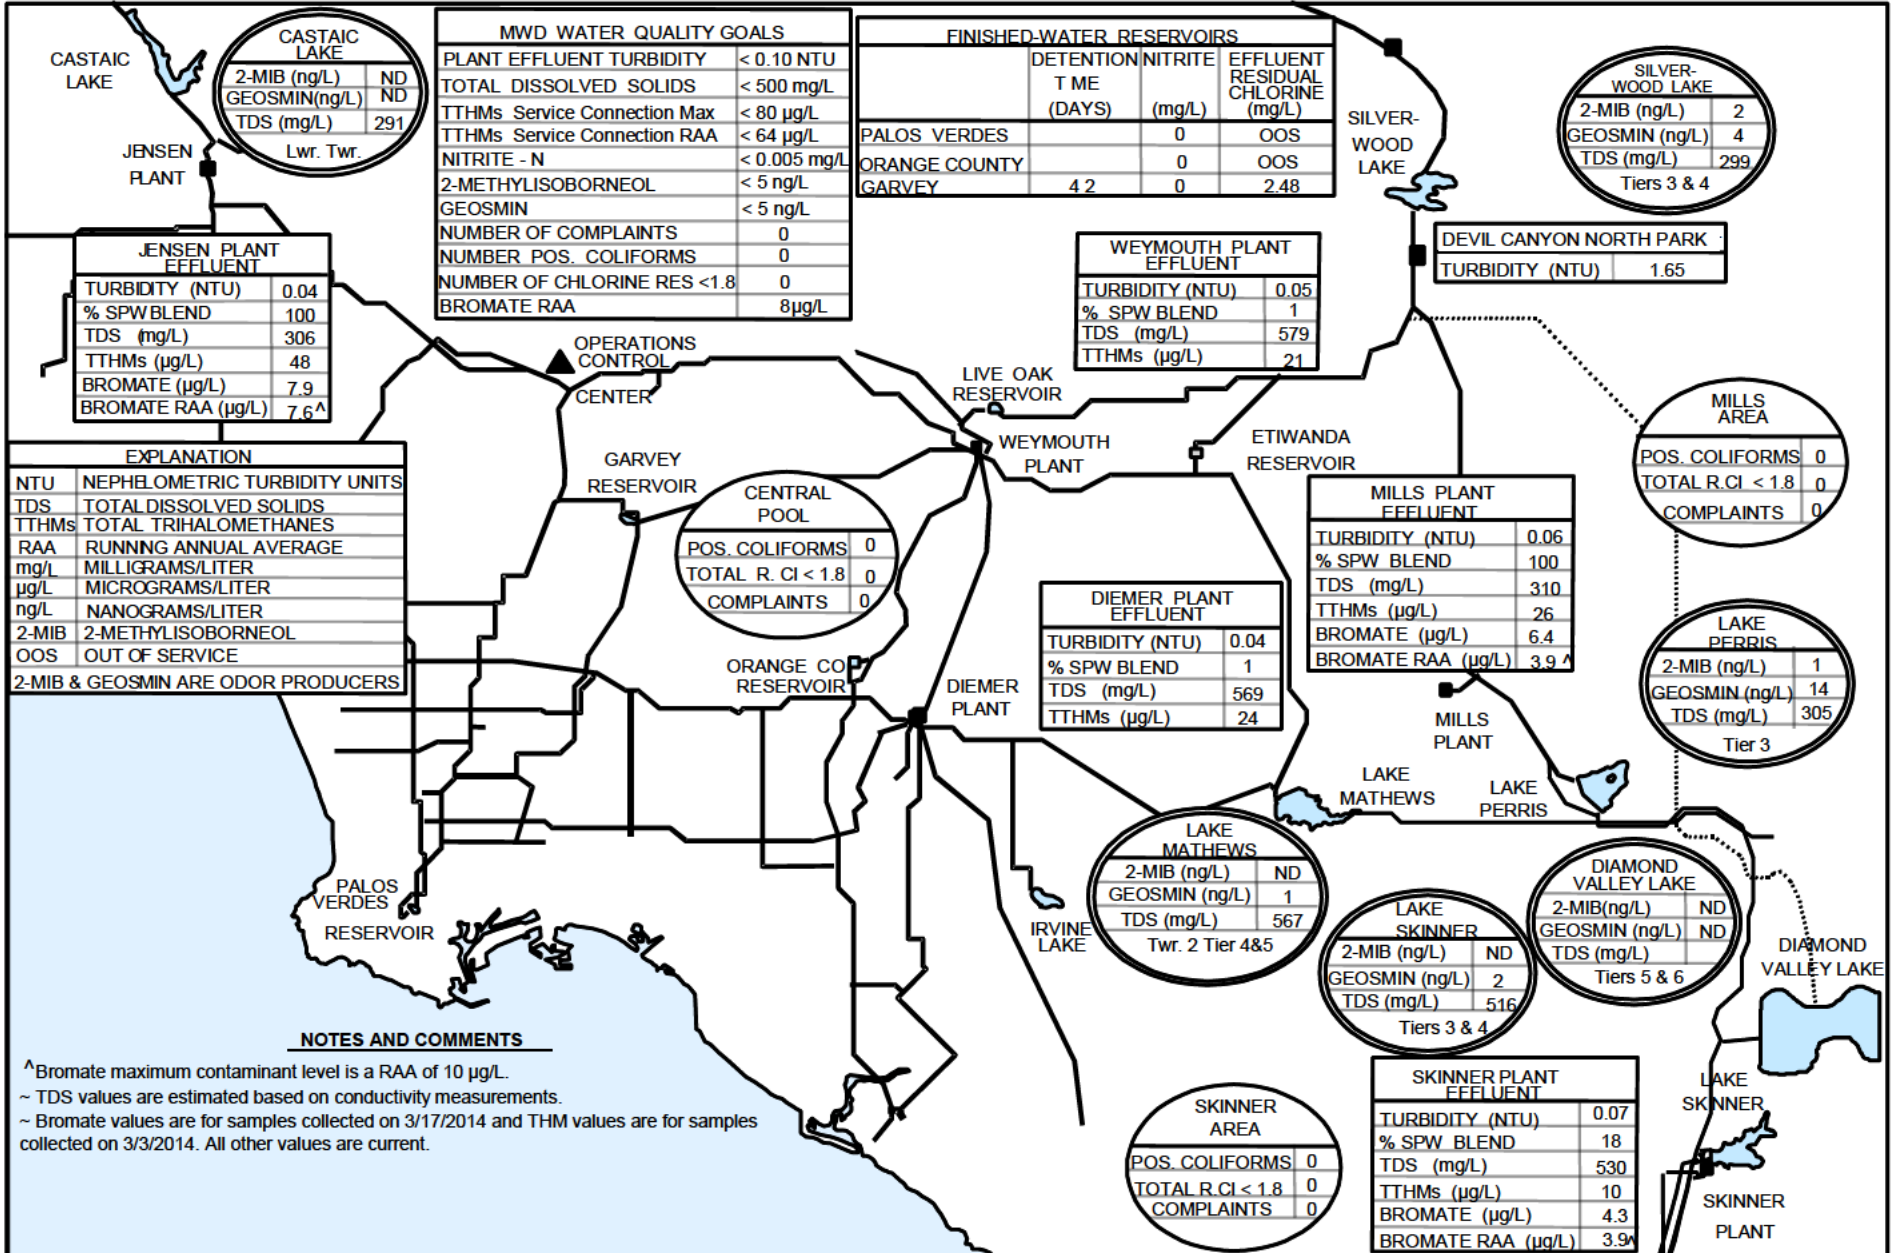 CASTAIC
LAKE
CASTAIC
LAKE
2-MIB (ng/L) ND
GEOSMIN(ng/L) ND
TDS (mg/L) 291
Lwr. Twr.
JENSEN
PLANT
MWD WATER QUALITY GOALS
PLANT EFFLUENT TURBIDITY < 0.10 NTU
TOTAL DISSOLVED SOLIDS < 500 mg/L
TTHMs Service Connection Max < 80 µg/L
TTHMs Service Connection RAA < 64 µg/L
NITRITE - N < 0.005 mg/L
2-METHYLISOBORNEOL < 5 ng/L
GEOSMIN < 5 ng/L
NUMBER OF COMPLAINTS 0
NUMBER POS. COLIFORMS 0
NUMBER OF CHLORINE RES <1.8 0
BROMATE RAA 8µg/L
FINISHED-WATER RESERVOIRS
DETENTION NITRITE EFFLUENT
RESIDUAL
T ME CHLORINE
(DAYS) (mg/L) (mg/L)
PALOS VERDES 0 OOS
ORANGE COUNTY 0 OOS
GARVEY 4 2 0 2.48
SILVER-
WOOD
LAKE
SILVER-
WOOD LAKE
2-MIB (ng/L) 2
GEOSMIN (ng/L) 4
TDS (mg/L) 299
Tiers 3 & 4
DEVIL CANYON NORTH PARK
TURBIDITY (NTU) 1.65
JENSEN PLANT
EFFLUENT
TURBIDITY (NTU) 0.04
% SPW BLEND 100
TDS (mg/L) 306
TTHMs (µg/L) 48
BROMATE (µg/L) 7.9
BROMATE RAA (µg/L) 7.6^
WEYMOUTH PLANT
EFFLUENT
TURBIDITY (NTU) 0.05
% SPW BLEND 1
TDS (mg/L) 579
TTHMs (µg/L) 21
OPERATIONS
CONTROL
CENTER
LIVE OAK
RESERVOIR
WEYMOUTH
PLANT
ETIWANDA
RESERVOIR
MILLS
AREA
POS. COLIFORMS 0
TOTAL R.Cl < 1.8 0
COMPLAINTS 0
EXPLANATION
NTU NEPHELOMETRIC TURBIDITY UNITS
TDS TOTAL DISSOLVED SOLIDS
TTHMs TOTAL TRIHALOMETHANES
RAA RUNNING ANNUAL AVERAGE
mg/L MILLIGRAMS/LITER
µg/L MICROGRAMS/LITER
ng/L NANOGRAMS/LITER
2-MIB 2-METHYLISOBORNEOL
OOS OUT OF SERVICE
2-MIB & GEOSMIN ARE ODOR PRODUCERS
GARVEY
RESERVOIR
CENTRAL
POOL
POS. COLIFORMS 0
TOTAL R. Cl < 1.8 0
COMPLAINTS 0
MILLS PLANT
EFFLUENT
TURBIDITY (NTU) 0.06
% SPW BLEND 100
TDS (mg/L) 310
TTHMs (µg/L) 26
BROMATE (µg/L) 6.4
BROMATE RAA (µg/L) 3.9 ^
DIEMER PLANT
EFFLUENT
TURBIDITY (NTU) 0.04
% SPW BLEND 1
TDS (mg/L) 569
TTHMs (µg/L) 24
LAKE
PERRIS
2-MIB (ng/L) 1
GEOSMIN (ng/L) 14
TDS (mg/L) 305
Tier 3
ORANGE CO
RESERVOIR
DIEMER
PLANT
MILLS
PLANT
LAKE
MATHEWS
LAKE
PERRIS
LAKE
MATHEWS
2-MIB (ng/L) ND
GEOSMIN (ng/L) 1
TDS (mg/L) 567
Twr. 2 Tier 4&5
DIAMOND
VALLEY LAKE
2-MIB(ng/L) ND
GEOSMIN (ng/L) ND
TDS (mg/L)
Tiers 5 & 6
LAKE
SKINNER
2-MIB (ng/L) ND
GEOSMIN (ng/L) 2
TDS (mg/L) 516
Tiers 3 & 4
DIAMOND
VALLEY LAKE
PALOS
VERDES
RESERVOIR
IRVINE
LAKE
NOTES AND COMMENTS
^Bromate maximum contaminant level is a RAA of 10 µg/L.
~ TDS values are estimated based on conductivity measurements.
~ Bromate values are for samples collected on 3/17/2014 and THM values are for samples
collected on 3/3/2014. All other values are current.
SKINNER
AREA
POS. COLIFORMS 0
TOTAL R.Cl < 1.8 0
COMPLAINTS 0
SKINNER PLANT
EFFLUENT
TURBIDITY (NTU) 0.07
% SPW BLEND 18
TDS (mg/L) 530
TTHMs (µg/L) 10
BROMATE (µg/L) 4.3
BROMATE RAA (µg/L) 3.9^
LAKE
SKINNER
SKINNER
PLANT